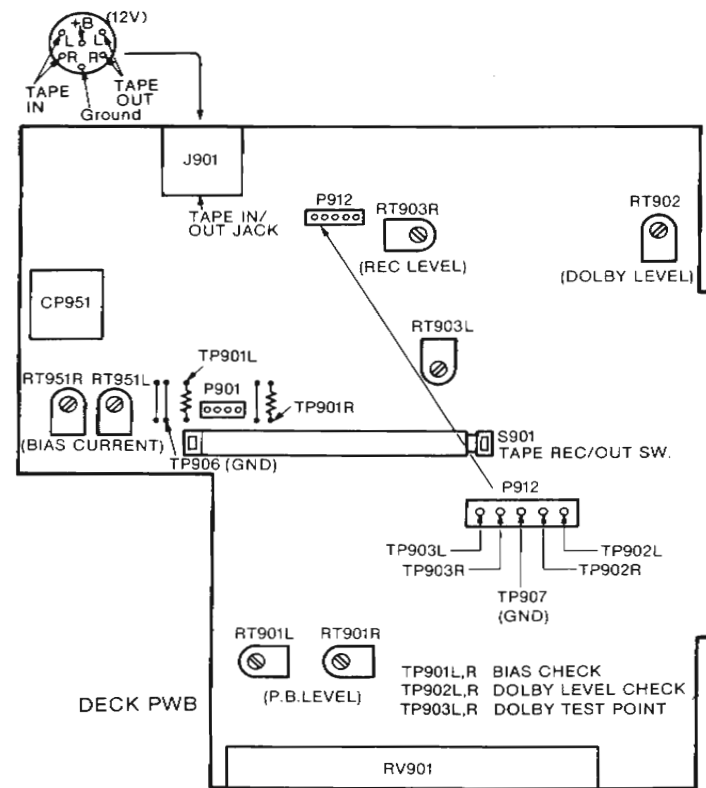 +B (12V)
L L
R R
TAPE IN
TAPE OUT
Ground
J901
TAPE IN/
OUT JACK
P912
RT903R
(REC LEVEL)
RT902
(DOLBY LEVEL)
CP951
RT903L
TP901L
RT951R RT951L
P901
TP901R
(BIAS CURRENT)
TP906 (GND)
S901
TAPE REC/OUT SW.
P912
TP903L
TP902L
TP903R
TP902R
TP907
(GND)
RT901L RT901R
(P.B.LEVEL)
TP901L,R BIAS CHECK
TP902L,R DOLBY LEVEL CHECK
TP903L,R DOLBY TEST POINT
DECK PWB
RV901